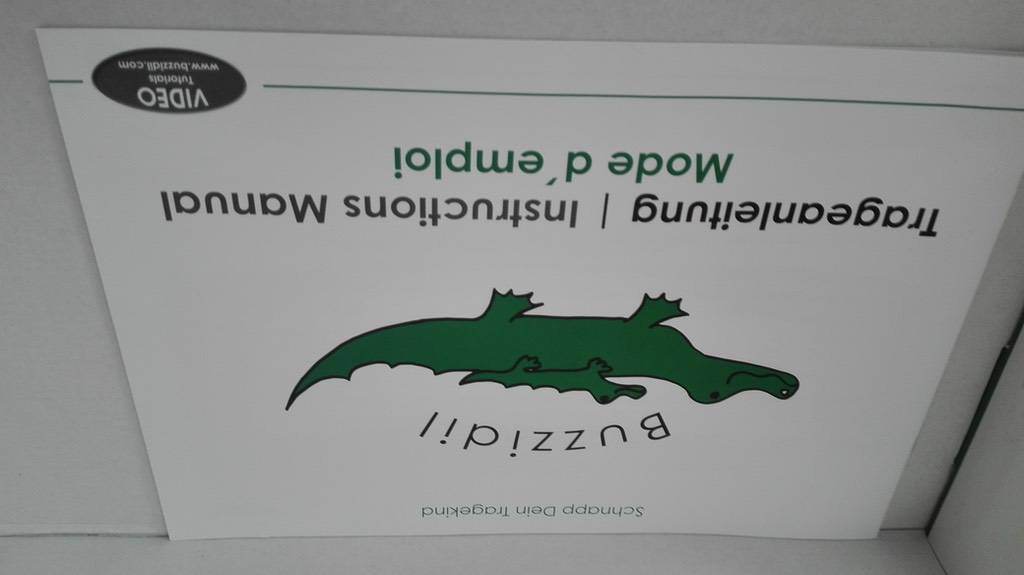 Schnapp Dein Tragekind
Buzzidil
Trageanleitung | Instructions Manual
Mode d´emploi
VIDEO
Tutorials
www.buzzidil.com